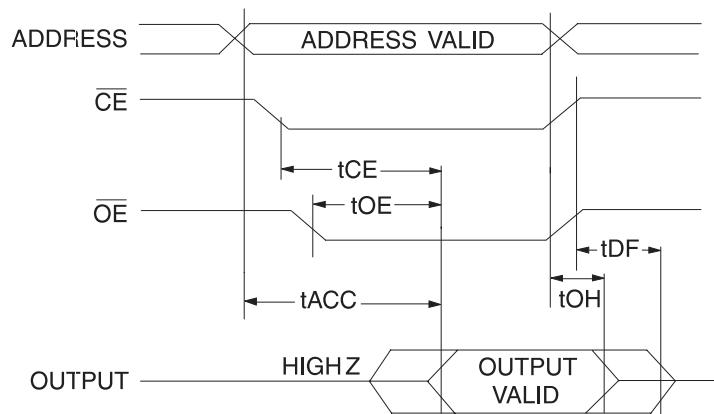 ADDRESS
ADDRESS VALID
CE
tCE
tOE
OE
tDF
tACC
tOH
HIGH Z
OUTPUT
OUTPUT
VALID